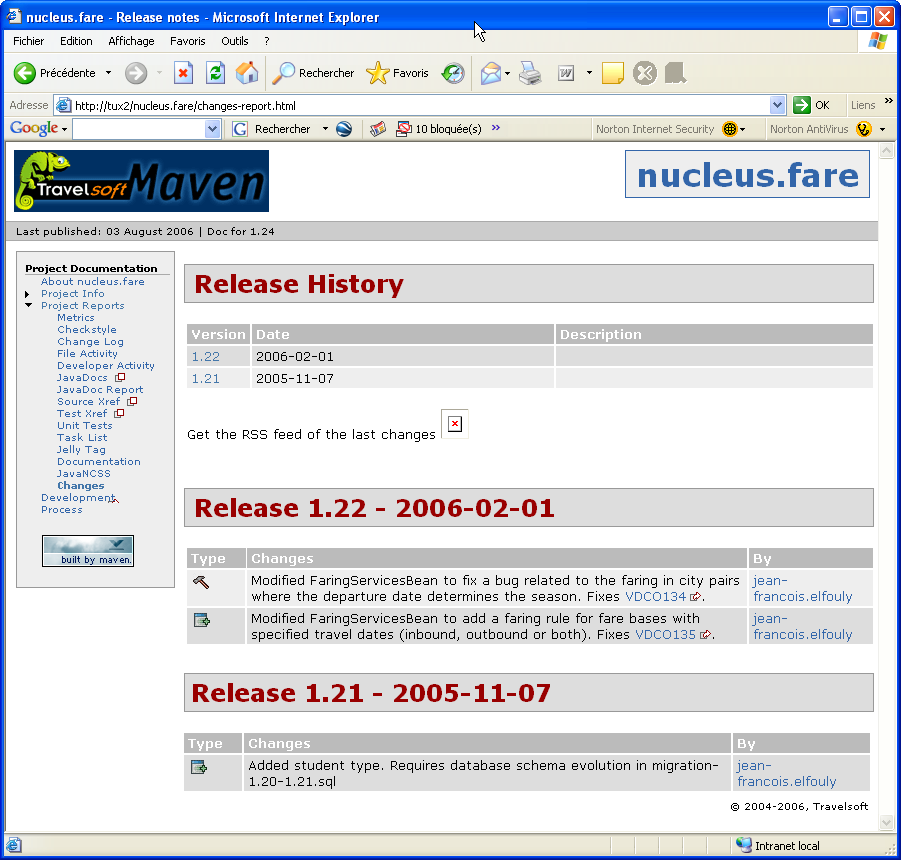 nucleus.fare - Release notes - Microsoft Internet Explorer
Fichier Edition Affichage Favoris Outils ?
Précédente Rechercher Favoris
Adresse http://tux2/nucleus.fare/changes-report.html OK Liens »
Google Rechercher 10 bloquée(s) » Norton Internet Security Norton AntiVirus
Travelsoft Maven
nucleus.fare
Last published: 03 August 2006 | Doc for 1.24
Project Documentation
About nucleus.fare
Project Info
Project Reports
Metrics
Checkstyle
Change Log
File Activity
Developer Activity
JavaDocs
JavaDoc Report
Source Xref
Test Xref
Unit Tests
Task List
Jelly Tag
Documentation
JavaNCSS
Changes
Development
Process
built by maven.
Release History
Version Date Description
1.22 2006-02-01
1.21 2005-11-07
Get the RSS feed of the last changes
Release 1.22 - 2006-02-01
Type Changes By
Modified FaringServicesBean to fix a bug related to the faring in city pairs jean-
where the departure date determines the season. Fixes VDCO134. francois.elfouly
Modified FaringServicesBean to add a faring rule for fare bases with jean-
specified travel dates (inbound, outbound or both). Fixes VDCO135. francois.elfouly
Release 1.21 - 2005-11-07
Type Changes By
Added student type. Requires database schema evolution in migration- jean-
1.20-1.21.sql francois.elfouly
© 2004-2006, Travelsoft
Intranet local